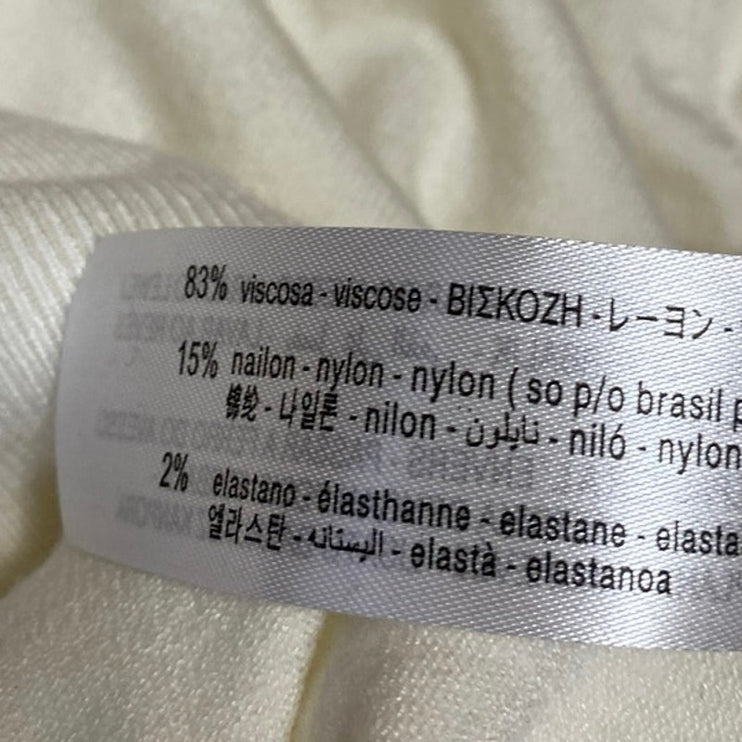 83% viscosa - viscose - ΒΙΣΚΟΖΗ - レーヨン -
15% nailon - nylon - nylon ( so p/o brasil p
锦纶 - 나일론 - nilon - نايلون - niló - nylon
2% elastano - élasthanne - elastane - elasta
엘라스탄 - اليستانه - elastà - elastanoa